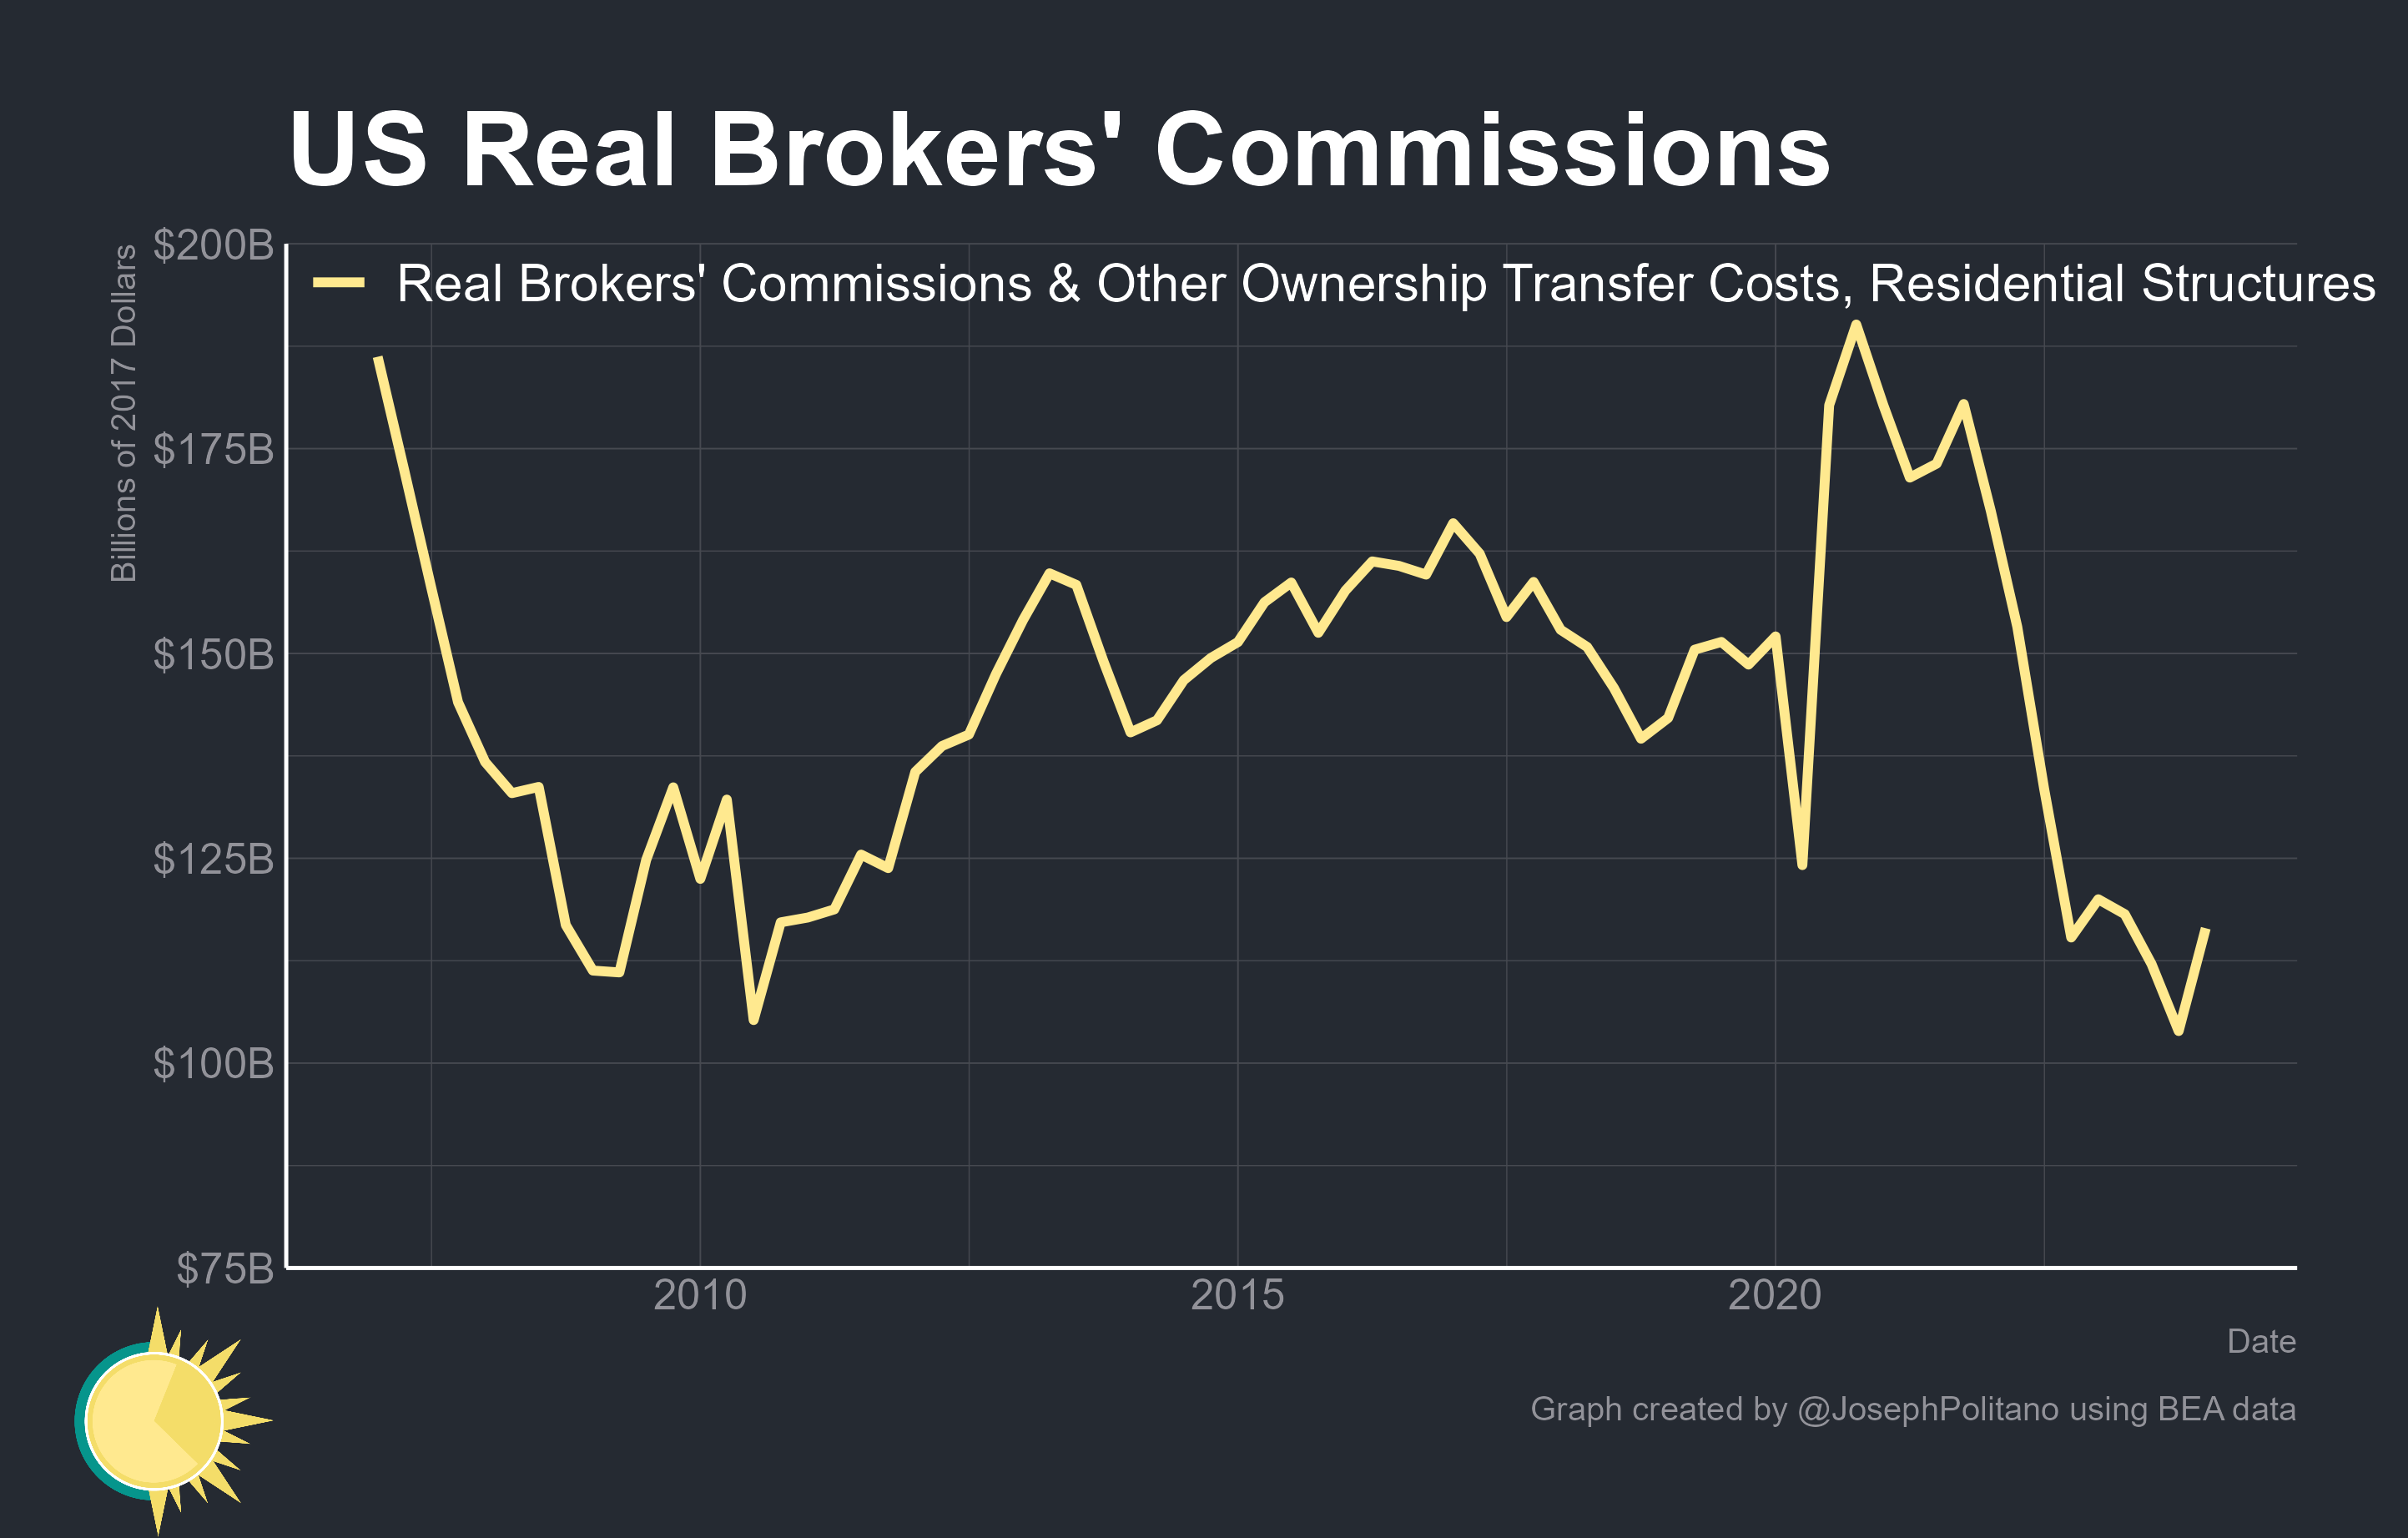 US Real Brokers' Commissions
Billions of 2017 Dollars
$200B
$175B
$150B
$125B
$100B
$75B
Real Brokers' Commissions & Other Ownership Transfer Costs, Residential Structures
2010
2015
2020
Date
Graph created by @JosephPolitano using BEA data